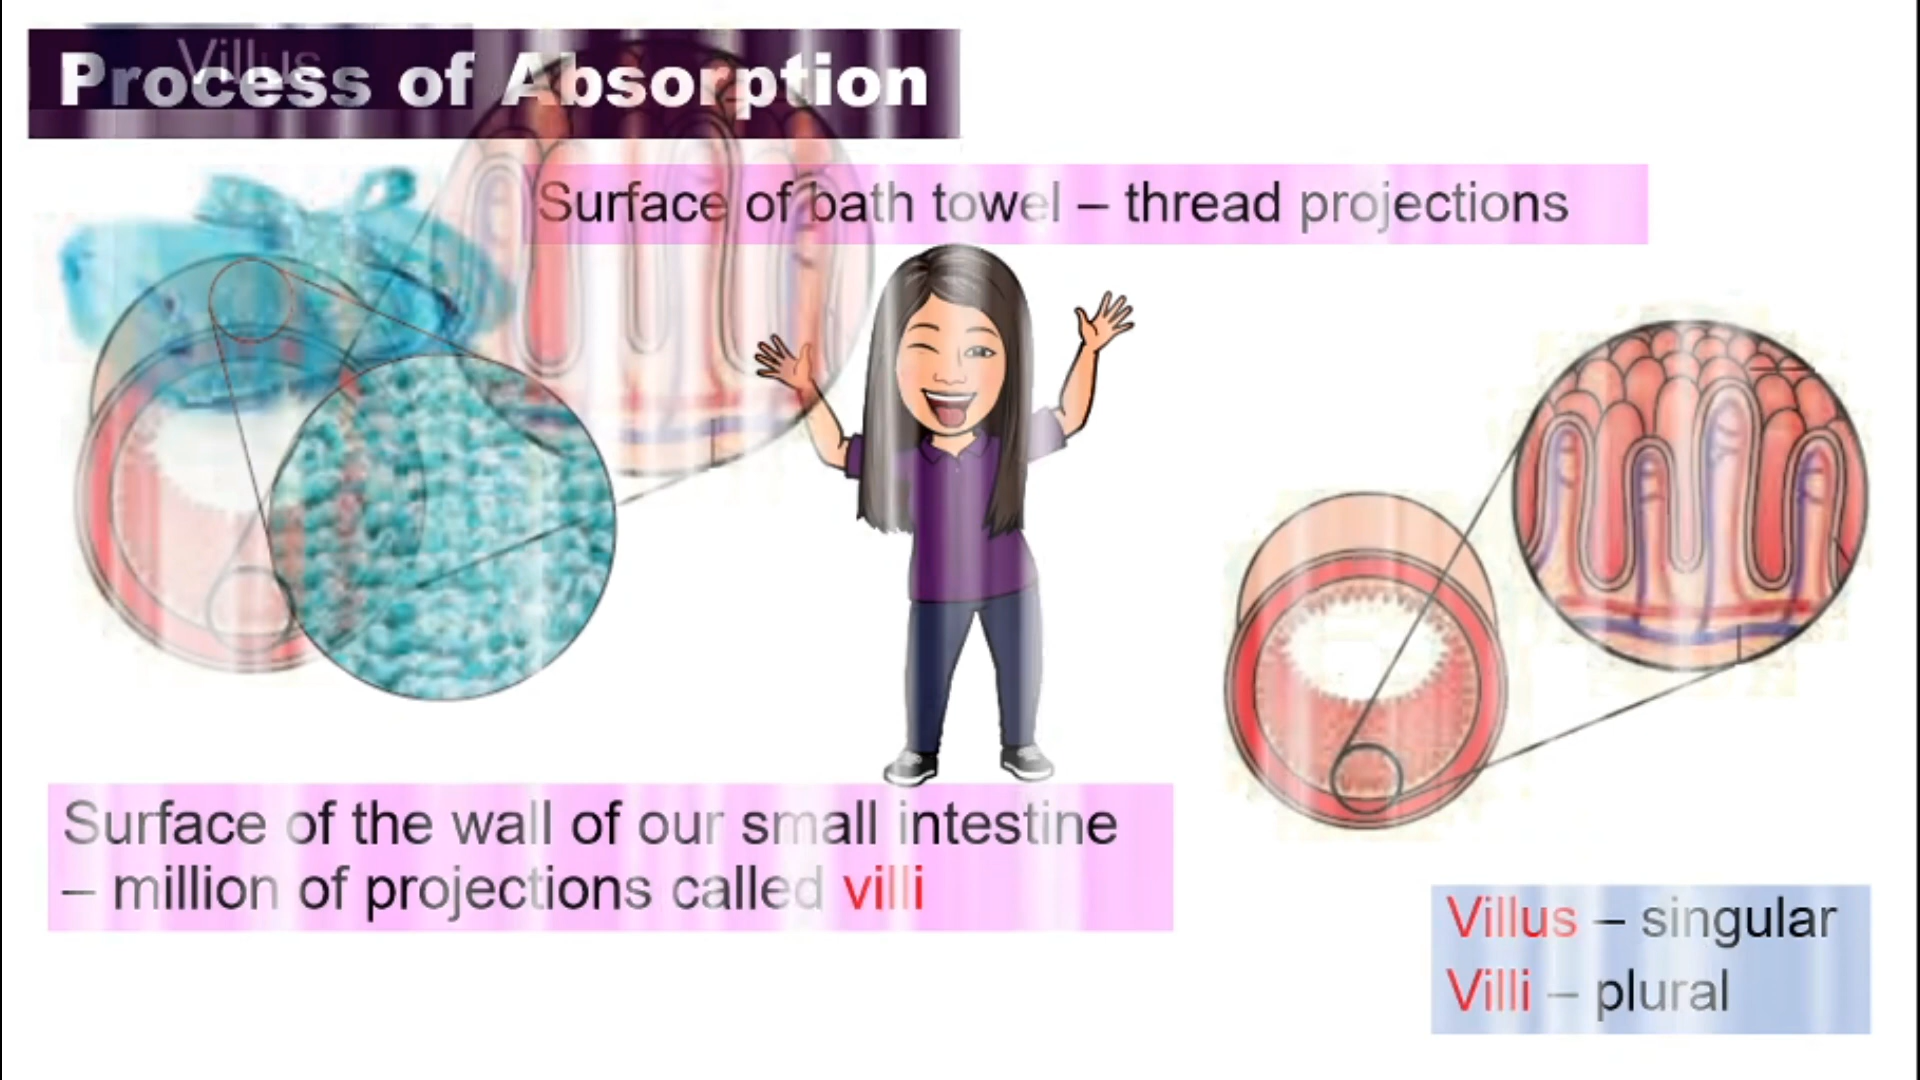 Villus
Process of Absorption
Surface of bath towel – thread projections
Surface of the wall of our small intestine
– million of projections called villi
Villus – singular
Villi – plural